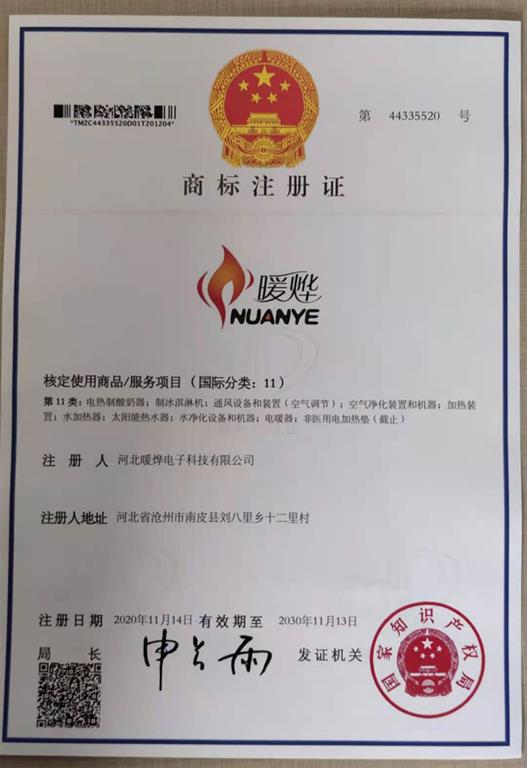 *TMZC44335520D01T201204*
第 44335520 号
商标注册证
暖烨
NUANYE
核定使用商品/服务项目（国际分类：11）
第11类：电热制酸奶器；制冰淇淋机；通风设备和装置（空气调节）；空气净化装置和机器；加热装
置；水加热器；太阳能热水器；水净化设备和机器；电暖器；非医用电加热垫（截止）
注册人 河北暖烨电子科技有限公司
注册人地址 河北省沧州市南皮县刘八里乡十二里村
注册日期 2020年11月14日 有效期至 2030年11月13日
局长 申长雨 发证机关
国家知识产权局